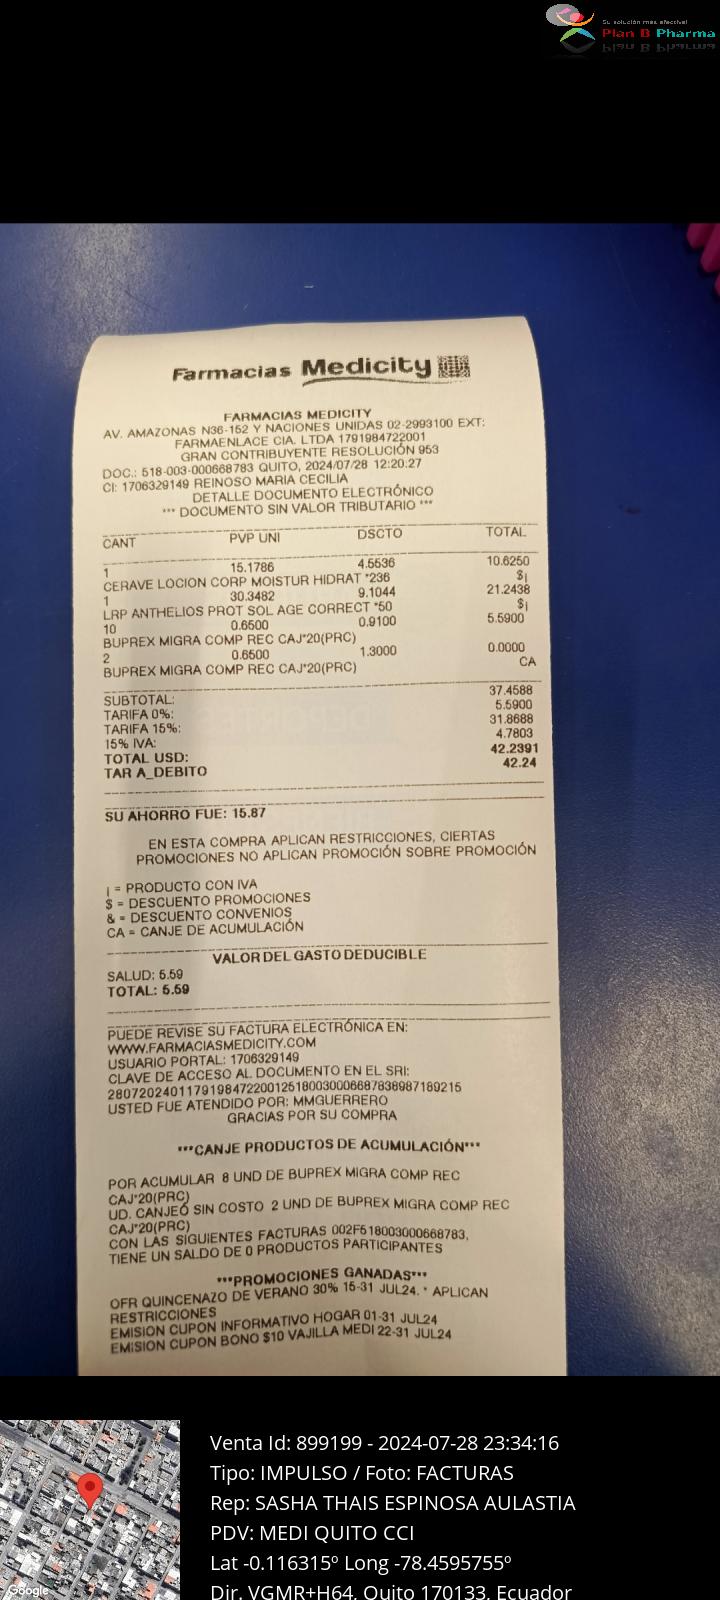 Su solución más efectiva!
Plan B Pharma
Farmacias Medicity
FARMACIAS MEDICITY
AV. AMAZONAS N36-152 Y NACIONES UNIDAS 02-2993100 EXT:
FARMAENLACE CIA. LTDA 1791984722001
GRAN CONTRIBUYENTE RESOLUCIÓN 953
DOC.: 518-003-000668783 QUITO, 2024/07/28 12:20:27
CI: 1706329149 REINOSO MARIA CECILIA
DETALLE DOCUMENTO ELECTRÓNICO
*** DOCUMENTO SIN VALOR TRIBUTARIO ***
CANT PVP UNI DSCTO TOTAL
1 15.1786 4.5536 10.6250
CERAVE LOCION CORP MOISTUR HIDRAT *236 $¡
1 30.3482 9.1044 21.2438
LRP ANTHELIOS PROT SOL AGE CORRECT *50 $¡
10 0.6500 0.9100 5.5900
BUPREX MIGRA COMP REC CAJ*20(PRC)
2 0.6500 1.3000 0.0000
BUPREX MIGRA COMP REC CAJ*20(PRC) CA
SUBTOTAL: 37.4588
TARIFA 0%: 5.5900
TARIFA 15%: 31.8688
15% IVA: 4.7803
TOTAL USD: 42.2391
TAR A_DEBITO 42.24
SU AHORRO FUE: 15.87
EN ESTA COMPRA APLICAN RESTRICCIONES, CIERTAS
PROMOCIONES NO APLICAN PROMOCIÓN SOBRE PROMOCIÓN
¡ = PRODUCTO CON IVA
$ = DESCUENTO PROMOCIONES
& = DESCUENTO CONVENIOS
CA = CANJE DE ACUMULACIÓN
VALOR DEL GASTO DEDUCIBLE
SALUD: 5.59
TOTAL: 5.59
PUEDE REVISE SU FACTURA ELECTRÓNICA EN:
WWW.FARMACIASMEDICITY.COM
USUARIO PORTAL: 1706329149
CLAVE DE ACCESO AL DOCUMENTO EN EL SRI:
2807202401179198472200125180030006687838987189215
USTED FUE ATENDIDO POR: MMGUERRERO
GRACIAS POR SU COMPRA
***CANJE PRODUCTOS DE ACUMULACIÓN***
POR ACUMULAR 8 UND DE BUPREX MIGRA COMP REC
CAJ*20(PRC)
UD. CANJEÓ SIN COSTO 2 UND DE BUPREX MIGRA COMP REC
CAJ*20(PRC)
CON LAS SIGUIENTES FACTURAS 002F518003000668783,
TIENE UN SALDO DE 0 PRODUCTOS PARTICIPANTES
***PROMOCIONES GANADAS***
OFR QUINCENAZO DE VERANO 30% 15-31 JUL24. * APLICAN
RESTRICCIONES
EMISION CUPON INFORMATIVO HOGAR 01-31 JUL24
EMISION CUPON BONO $10 VAJILLA MEDI 22-31 JUL24
Venta Id: 899199 - 2024-07-28 23:34:16
Tipo: IMPULSO / Foto: FACTURAS
Rep: SASHA THAIS ESPINOSA AULASTIA
PDV: MEDI QUITO CCI
Lat -0.116315º Long -78.4595755º
Dir. VGMR+H64, Quito 170133, Ecuador
Google